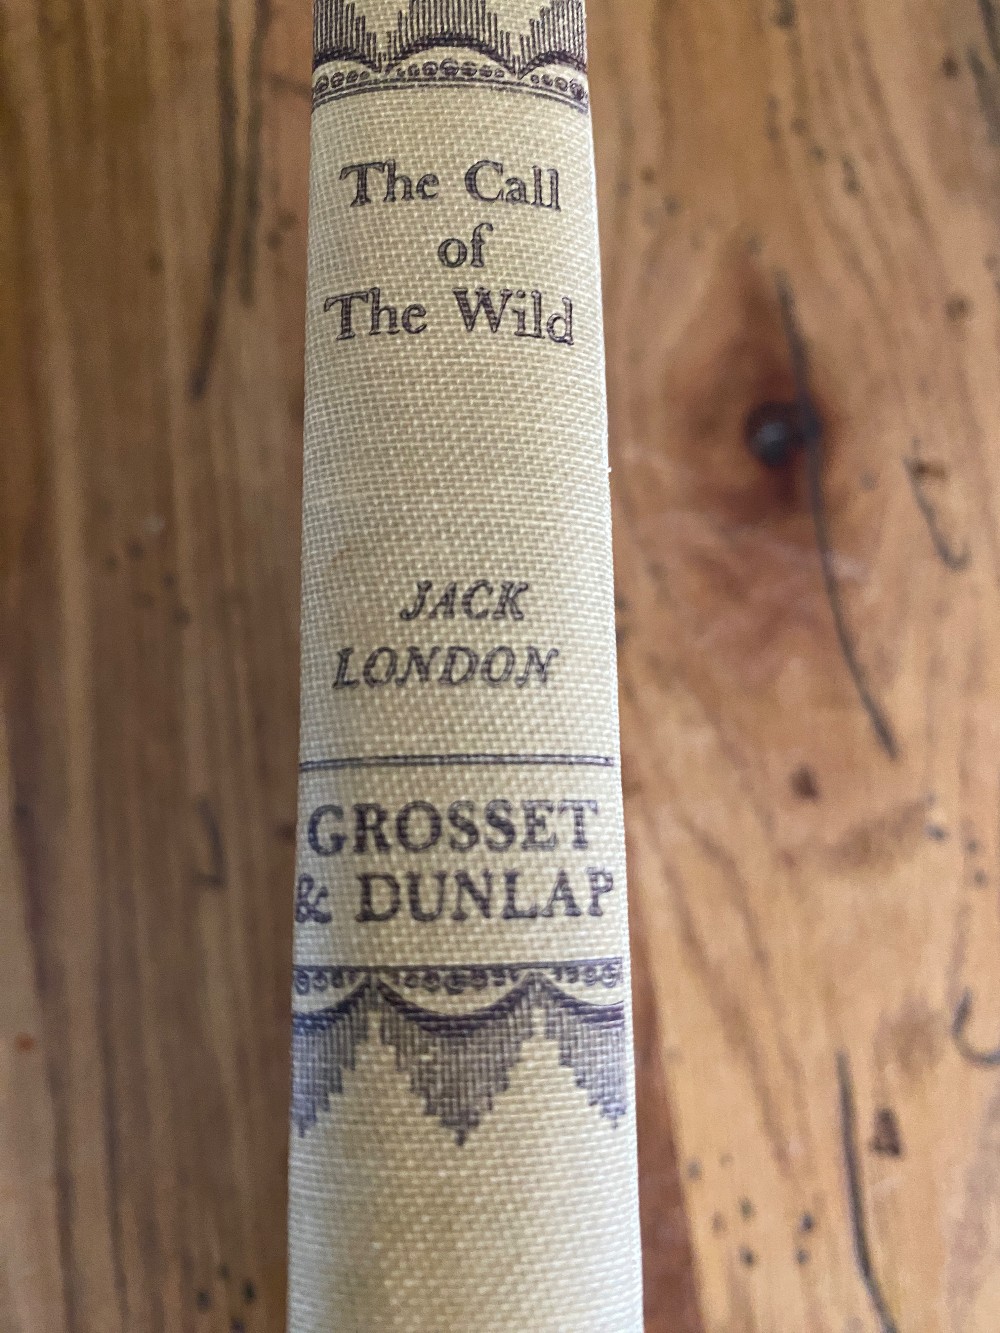 The Call
of
The Wild
JACK
LONDON
GROSSET
& DUNLAP